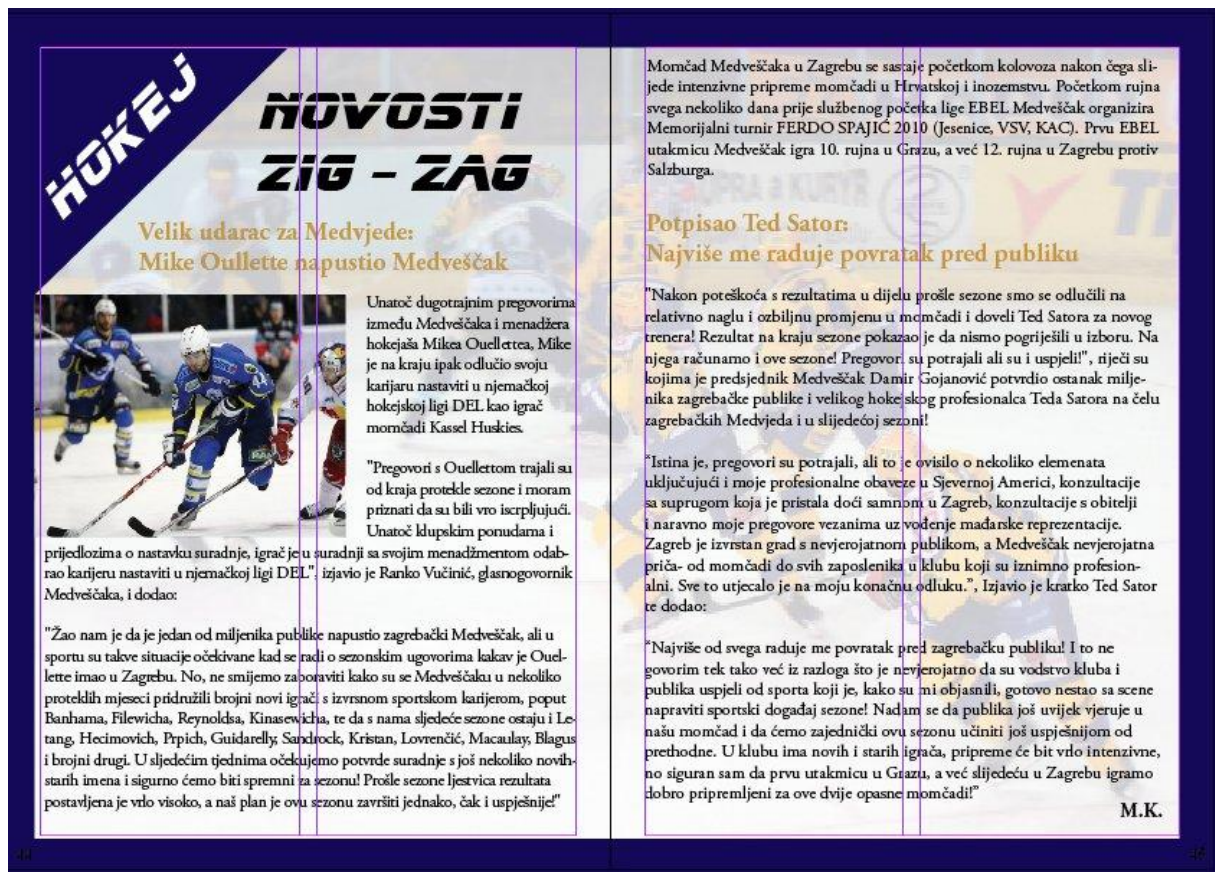 HOKEJ
NOVOSTI
ZIG - ZAG
Velik udarac za Medvjede:
Mike Oullette napustio Medveščak
Unatoč dugotrajnim pregovorima
između Medveščaka i menadžera
hokejaša Mikea Ouellettea, Mike
je na kraju ipak odlučio svoju
karijaru nastaviti u njemačkoj
hokejskoj ligi DEL kao igrač
momčadi Kassel Huskies.
"Pregovori s Ouellettom trajali su
od kraja protekle sezone i moram
priznati da su bili vro iscrpljujući.
Unatoč klupskim ponudama i
prijedlozima o nastavku suradnje, igrač je u suradnji sa svojim menadžmentom odab-
rao karijeru nastaviti u njemačkoj ligi DEL", izjavio je Ranko Vučinić, glasnogovornik
Medveščaka, i dodao:
"Žao nam je da je jedan od miljenika publike napustio zagrebački Medveščak, ali u
sportu su takve situacije očekivane kad se radi o sezonskim ugovorima kakav je Ouel-
lette imao u Zagrebu. No, ne smijemo zaboraviti kako su se Medveščaku u nekoliko
proteklih mjeseci pridružili brojni novi igrači s izvrsnom sportskom karijerom, poput
Banhama, Filewicha, Reynoldsa, Kinasewicha, te da s nama sljedeće sezone ostaju i Le-
tang, Hecimovich, Prpich, Guidarelly, Sandrock, Kristan, Lovrenčić, Macaulay, Blagus
i brojni drugi. U sljedećim tjednima očekujemo potvrde suradnje s još nekoliko novih-
starih imena i sigurno ćemo biti spremni za sezonu! Prošle sezone ljestvica rezultata
postavljena je vrlo visoko, a naš plan je ovu sezonu završiti jednako, čak i uspješnije!"
44
Momčad Medveščaka u Zagrebu se sastaje početkom kolovoza nakon čega sli-
jede intenzivne pripreme momčadi u Hrvatskoj i inozemstvu. Početkom rujna
svega nekoliko dana prije službenog početka lige EBEL Medveščak organizira
Memorijalni turnir FERDO SPAJIĆ 2010 (Jesenice, VSV, KAC). Prvu EBEL
utakmicu Medveščak igra 10. rujna u Grazu, a već 12. rujna u Zagrebu protiv
Salzburga.
Potpisao Ted Sator:
Najviše me raduje povratak pred publiku
"Nakon poteškoća s rezultatima u dijelu prošle sezone smo se odlučili na
relativno naglu i ozbiljnu promjenu u momčadi i doveli Ted Satora za novog
trenera! Rezultat na kraju sezone pokazao je da nismo pogriješili u izboru. Na
njega računamo i ove sezone! Pregovori su potrajali ali su i uspjeli!", riječi su
kojima je predsjednik Medveščak Damir Gojanović potvrdio ostanak milje-
nika zagrebačke publike i velikog hokejskog profesionalca Teda Satora na čelu
zagrebačkih Medvjeda i u slijedećoj sezoni!
"Istina je, pregovori su potrajali, ali to je ovisilo o nekoliko elemenata
uključujući i moje profesionalne obaveze u Sjevernoj Americi, konzultacije
sa suprugom koja je pristala doći samnom u Zagreb, konzultacije s obitelji
i naravno moje pregovore vezanima uz vođenje mađarske reprezentacije.
Zagreb je izvrstan grad s nevjerojatnom publikom, a Medveščak nevjerojatna
priča- od momčadi do svih zaposlenika u klubu koji su iznimno profesion-
alni. Sve to utjecalo je na moju konačnu odluku.", Izjavio je kratko Ted Sator
te dodao:
"Najviše od svega raduje me povratak pred zagrebačku publiku! I to ne
govorim tek tako već iz razloga što je nevjerojatno da su vodstvo kluba i
publika uspjeli od sporta koji je, kako su mi objasnili, gotovo nestao sa scene
napraviti sportski događaj sezone! Nadam se da publika još uvijek vjeruje u
našu momčad i da ćemo zajednički ovu sezonu učiniti još uspješnijom od
prethodne. U klubu ima novih i starih igrača, pripreme će bit vrlo intenzivne,
no siguran sam da prvu utakmicu u Grazu, a već slijedeću u Zagrebu igramo
dobro pripremljeni za ove dvije opasne momčadi!"
M.K.